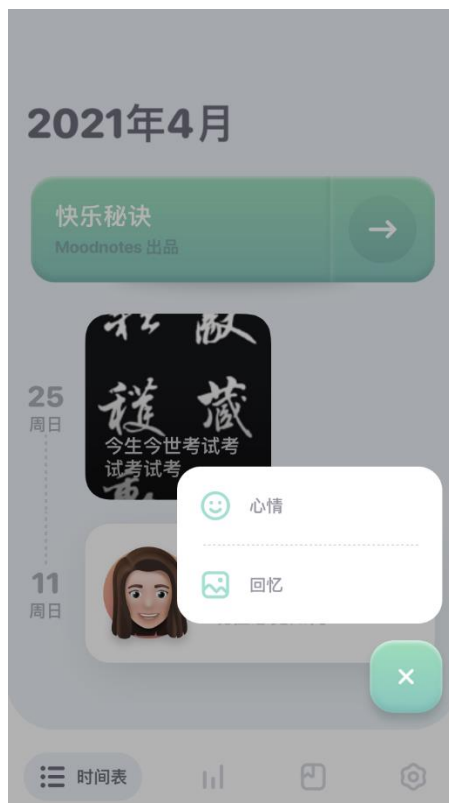 2021年4月
快乐秘诀
Moodnotes 出品
25
周日
穫 藏
今生今世考试考
试考试考
心情
11
周日
回忆
时间表